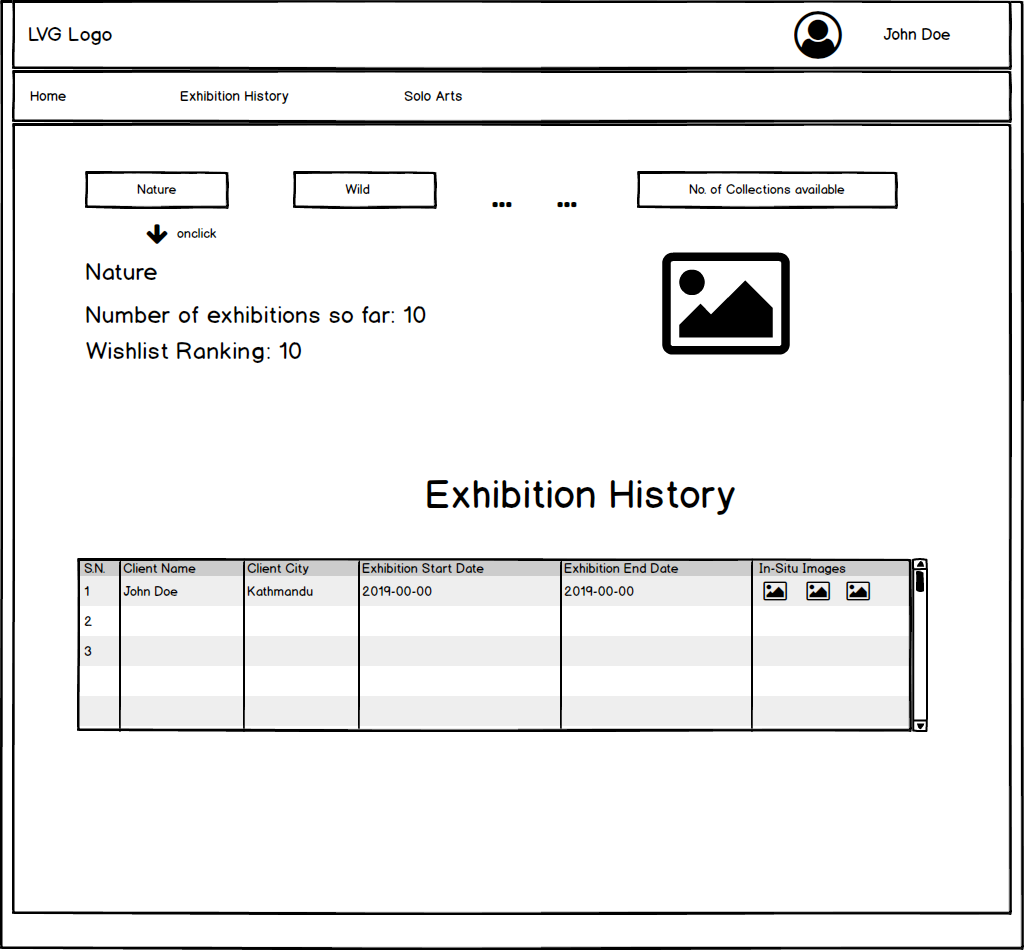 LVG Logo
John Doe
Home Exhibition History Solo Arts
Nature Wild ... ... No. of Collections available
onclick
Nature
Number of exhibitions so far: 10
Wishlist Ranking: 10
Exhibition History
S.N. Client Name Client City Exhibition Start Date Exhibition End Date In-Situ Images
1 John Doe Kathmandu 2019-00-00 2019-00-00
2
3